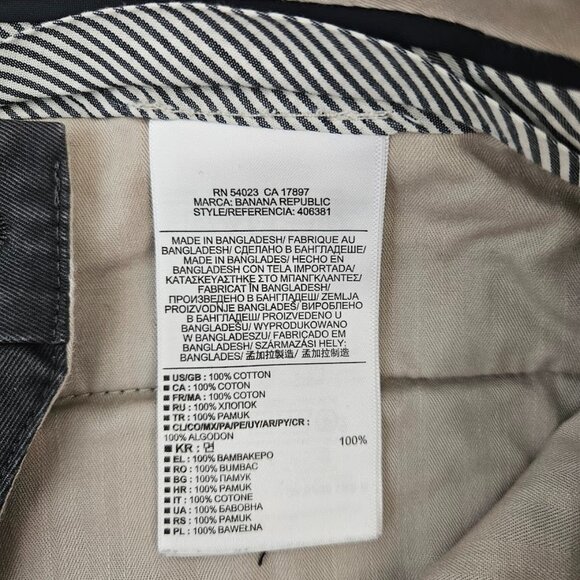 RN 54023 CA 17897
MARCA: BANANA REPUBLIC
STYLE/REFERENCIA: 406381
MADE IN BANGLADESH/ FABRIQUE AU
BANGLADESH/ СДЕЛАНО В БАНГЛАДЕШЕ/
MADE IN BANGLADES/ HECHO EN
BANGLADESH CON TELA IMPORTADA/
ΚΑΤΑΣΚΕΥΑΣΤΗΚΕ ΣΤΟ ΜΠΑΓΚΛΑΝΤΕΣ/
FABRICAT ÎN BANGLADESH/
ПРОИЗВЕДЕНО В БАНГЛАДЕШ/ ZEMLJA
PROIZVODNJE BANGLADEŠ/ ВИРОБЛЕНО
В БАНГЛАДЕШ/ PROIZVEDENO U
BANGLADEŠU/ WYPRODUKOWANO
W BANGLADESZU/ FABRIÇADO EM
BANGLADESH/ SZÁRMAZÁSI HELY:
BANGLADES/ 孟加拉製造/ 孟加拉制造
■ US/GB : 100% COTTON
■ CA : 100% COTON
■ FR/MA : 100% COTON
■ RU : 100% ХЛОПОК
■ TR : 100% PAMUK
■ CL/CO/MX/PA/PE/UY/AR/PY/CR :
100% ALGODON
■ KR : 면 100%
■ EL : 100% ΒΑΜΒΑΚΕΡΟ
■ RO : 100% BUMBAC
■ BG : 100% ПАМУК
■ HR : 100% PAMUK
■ IT : 100% COTONE
■ UA : 100% БАВОВНА
■ RS : 100% PAMUK
■ PL : 100% BAWEŁNA